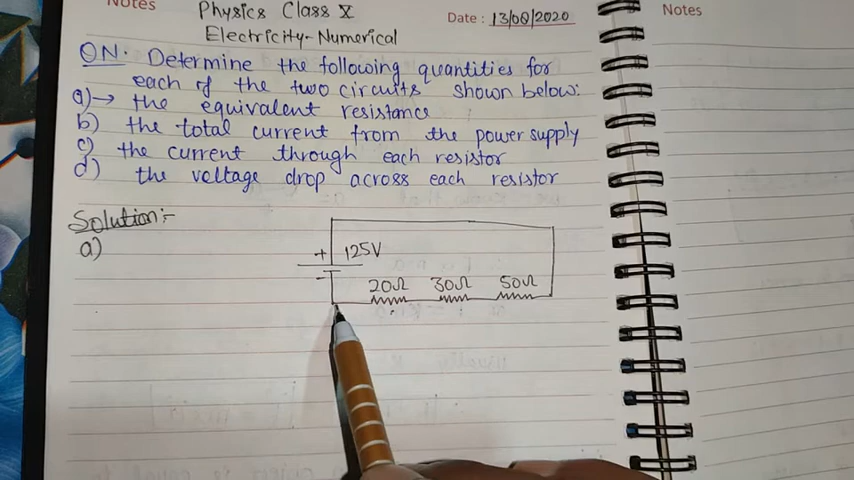 Notes
Physics Class X
Date : 13/08/2020
Notes
Electricity-Numerical
QN. Determine the following quantities for
each of the two circuits shown below:
a)→ the equivalent resistance
b) the total current from the power supply
c) the current through each resistor
d) the voltage drop across each resistor
Solution:-
a)
+ 125V
-
20Ω 30Ω 50Ω